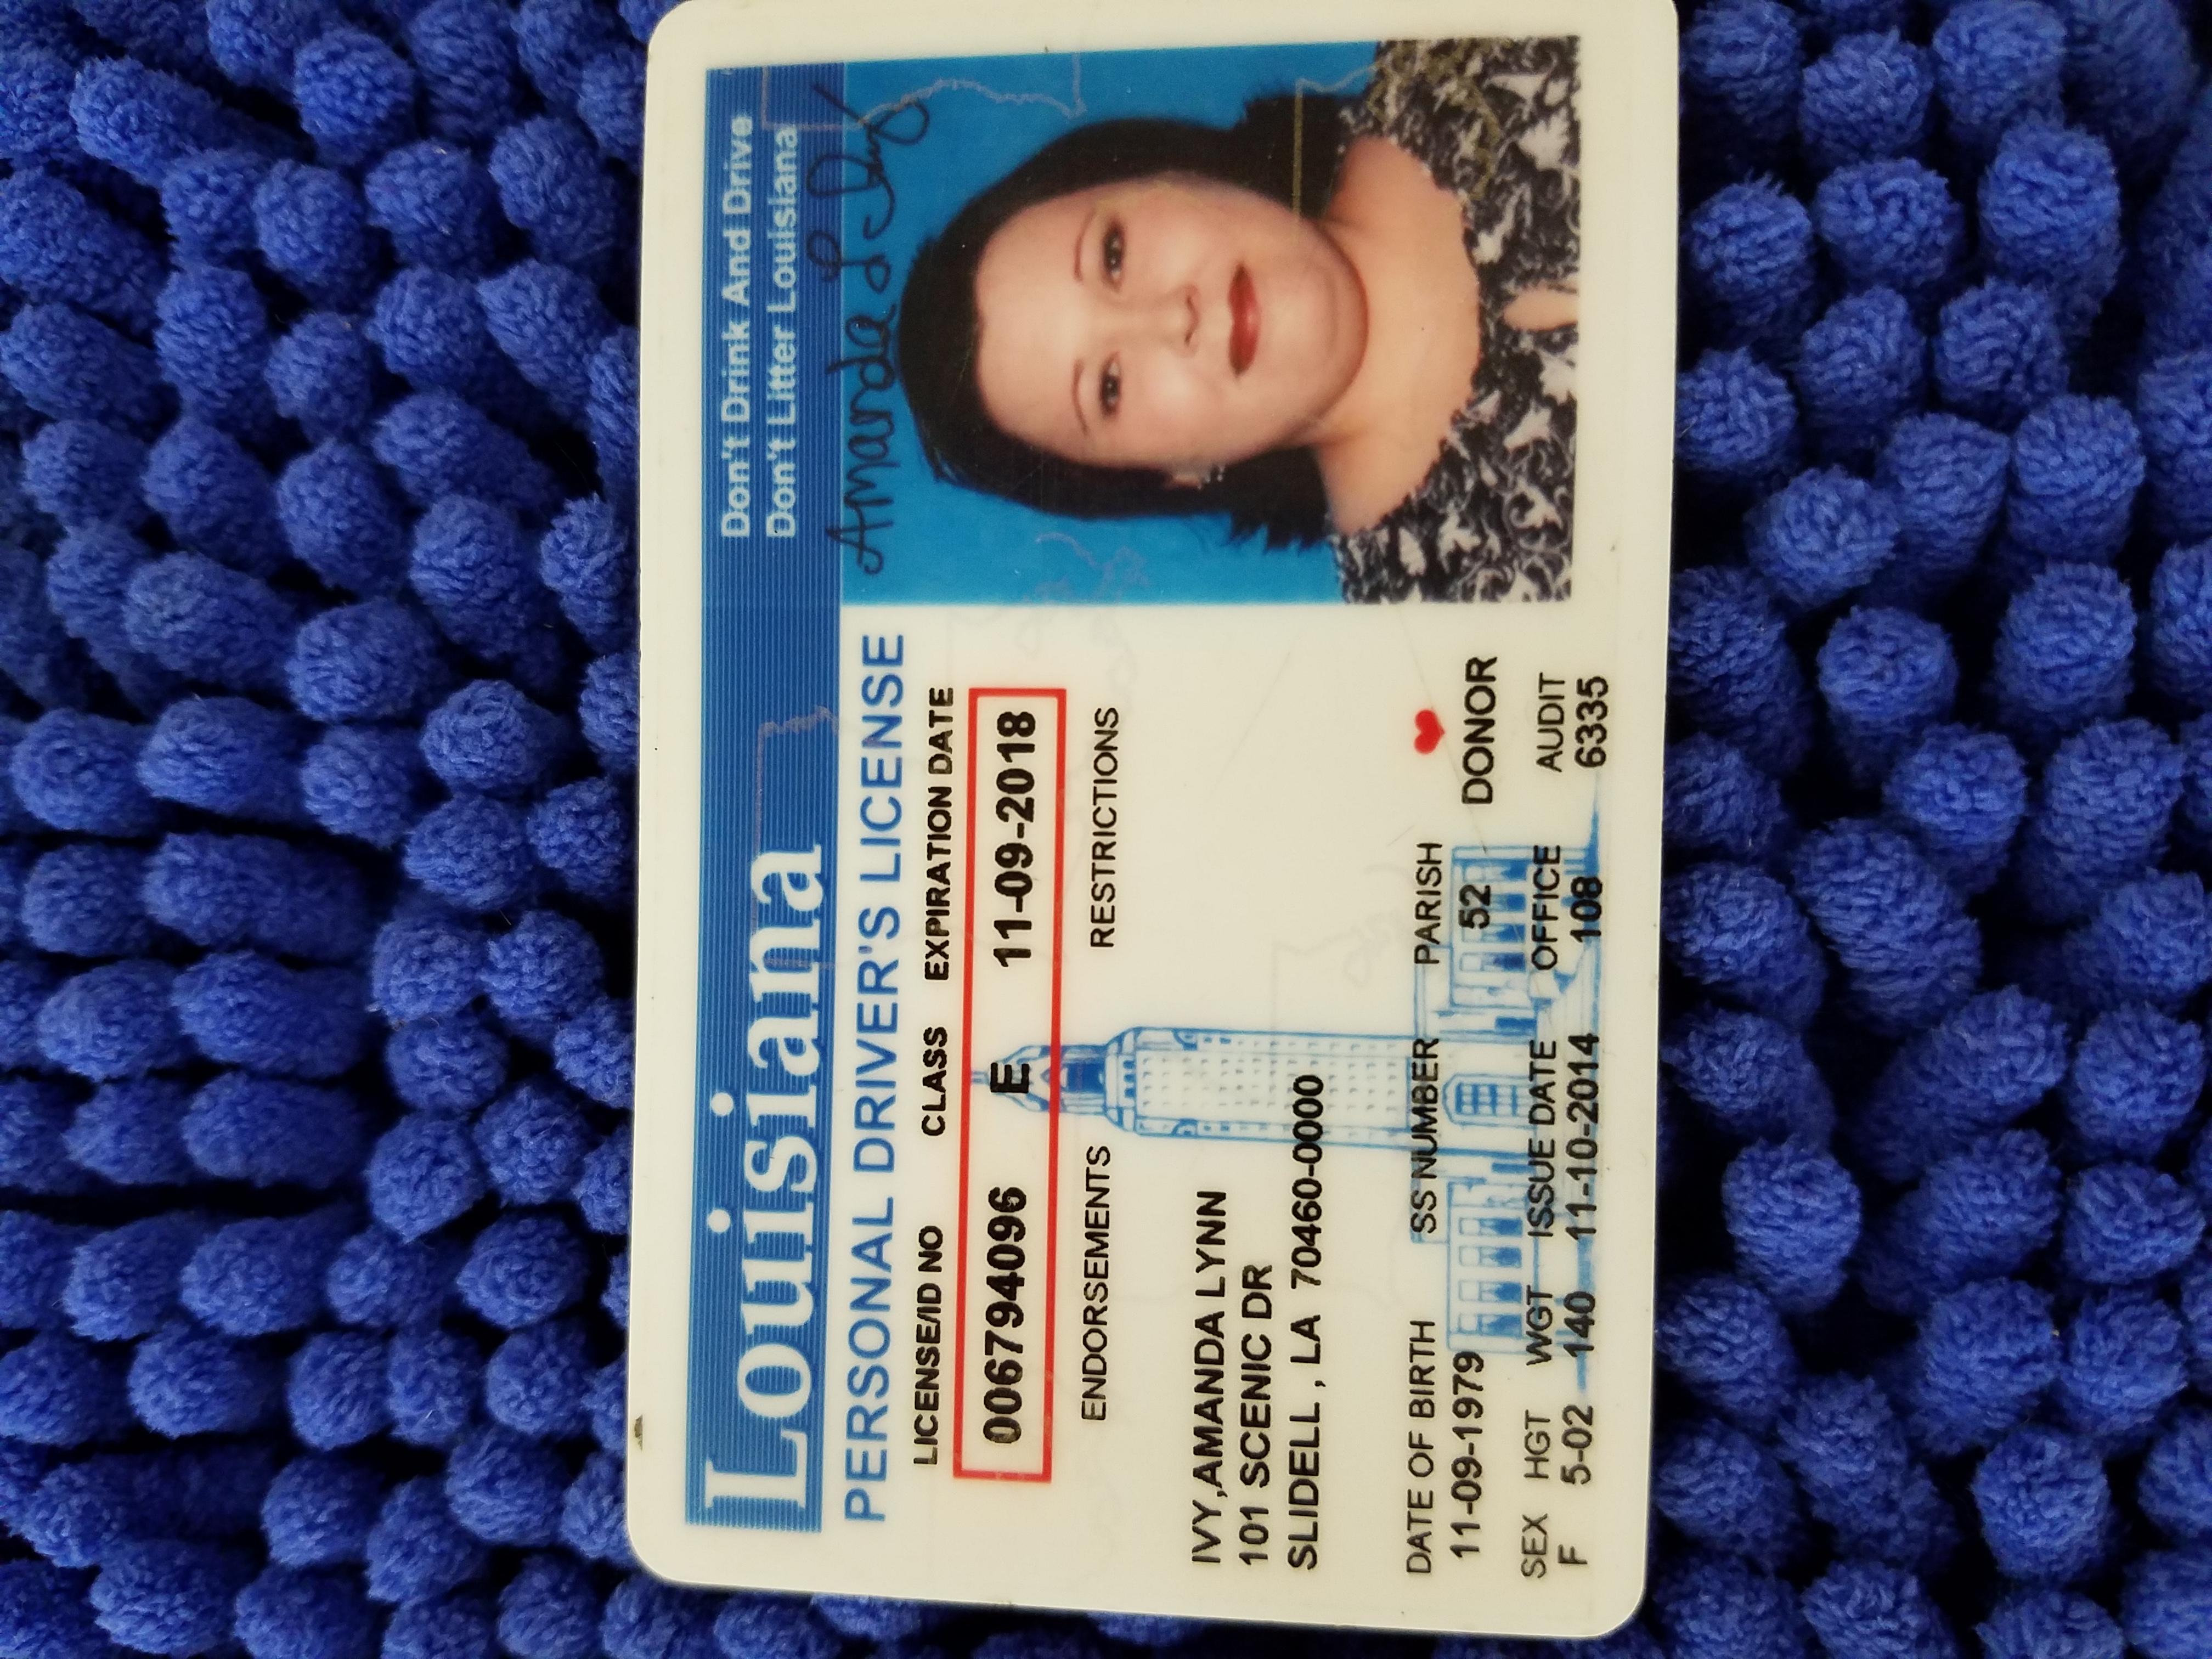 Louisiana
Don't Drink And Drive
Don't Litter Louisiana
PERSONAL DRIVER'S LICENSE
Amanda L Ivy
LICENSE/ID NO CLASS EXPIRATION DATE
006794096 E 11-09-2018
ENDORSEMENTS RESTRICTIONS
IVY,AMANDA LYNN
101 SCENIC DR
SLIDELL , LA 70460-0000
DATE OF BIRTH SS NUMBER PARISH
11-09-1979 52 DONOR
SEX HGT WGT ISSUE DATE OFFICE AUDIT
F 5-02 140 11-10-2014 108 6335